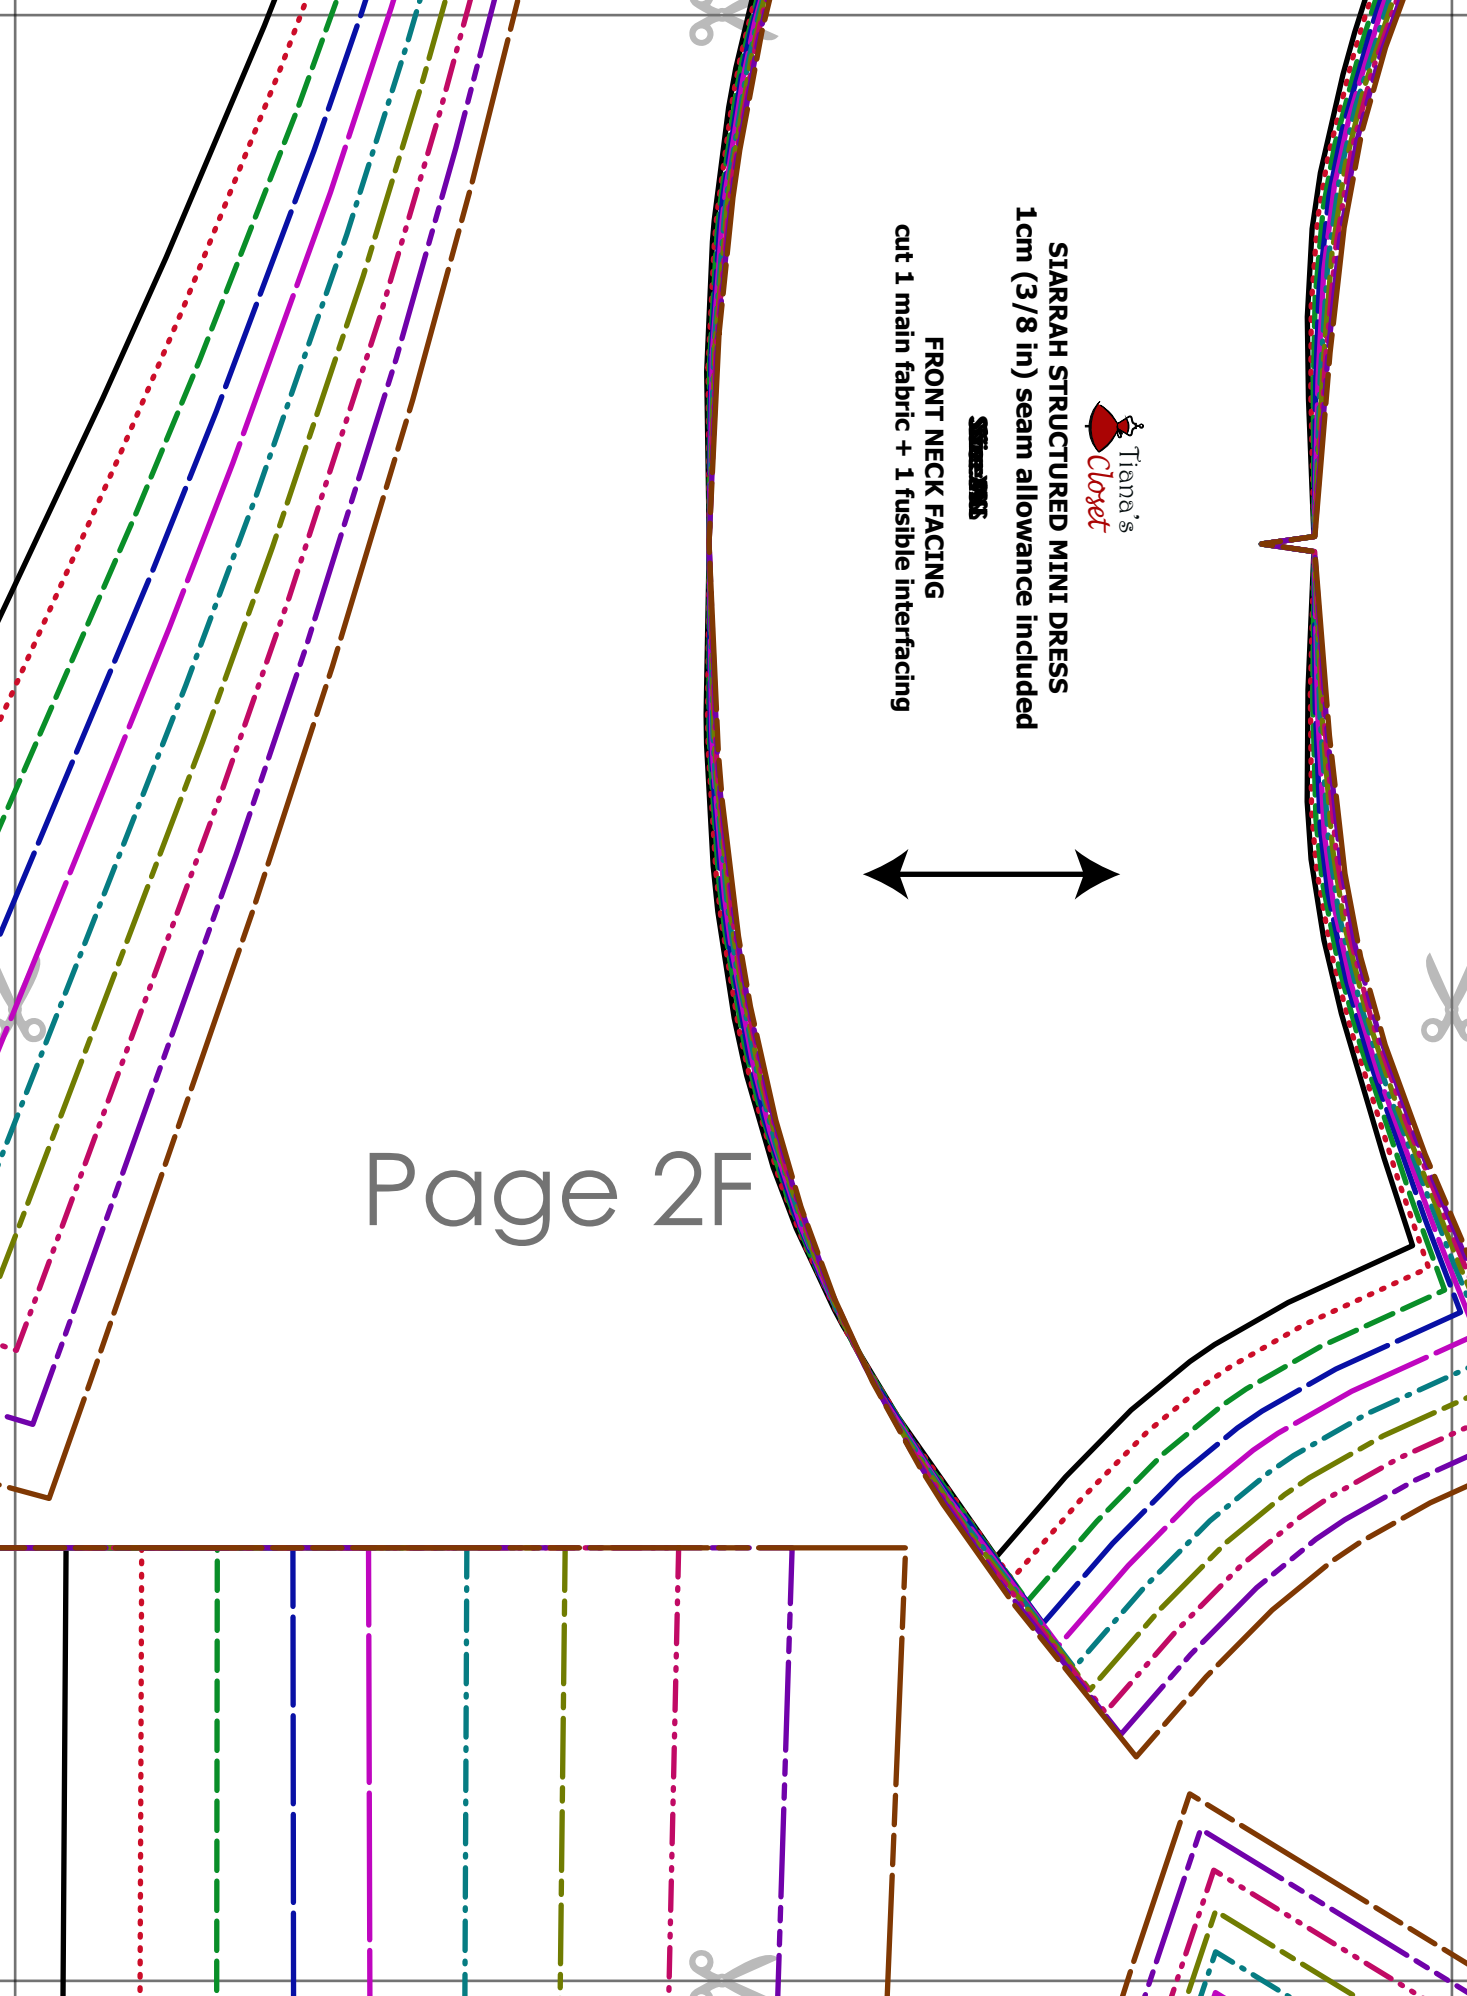 Tiana's
Closet
SIARRAH STRUCTURED MINI DRESS
1cm (3/8 in) seam allowance included
FRONT NECK FACING
cut 1 main fabric + 1 fusible interfacing
Page 2F